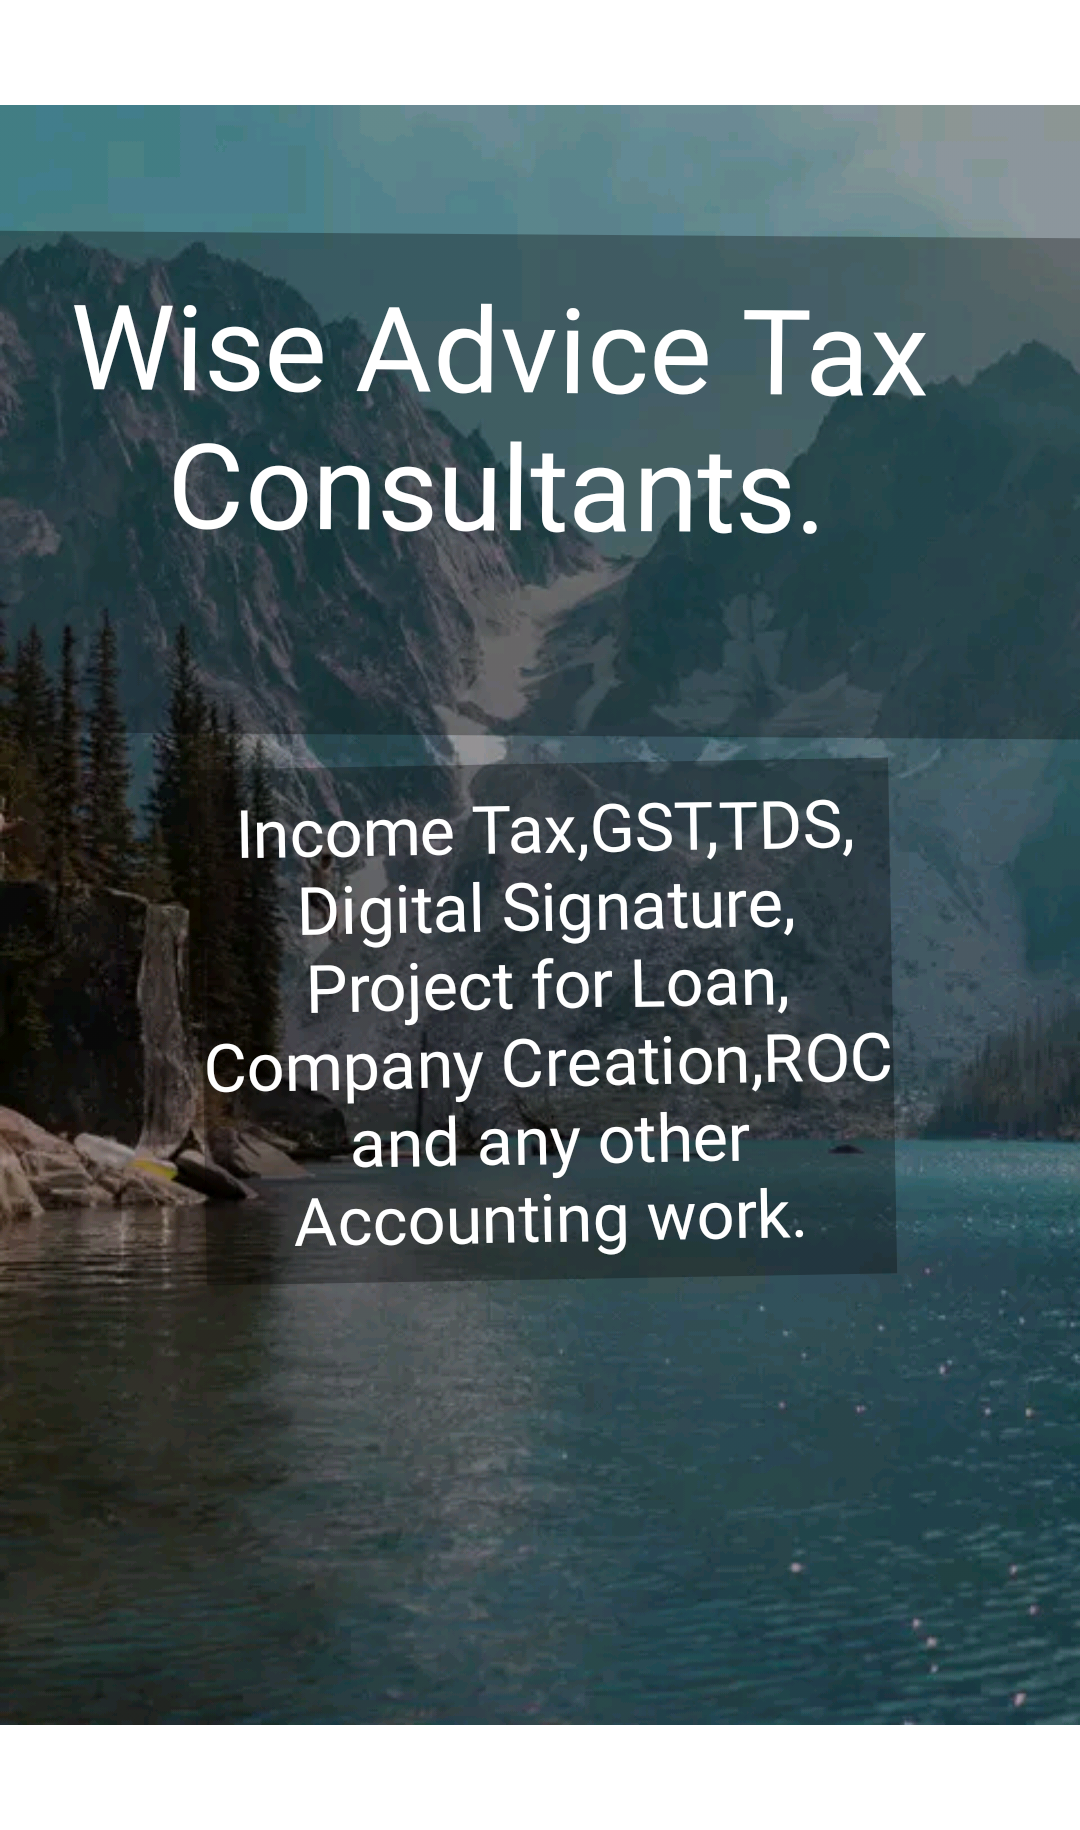 Wise Advice Tax
Consultants.
Income Tax,GST,TDS,
Digital Signature,
Project for Loan,
Company Creation,ROC
and any other
Accounting work.